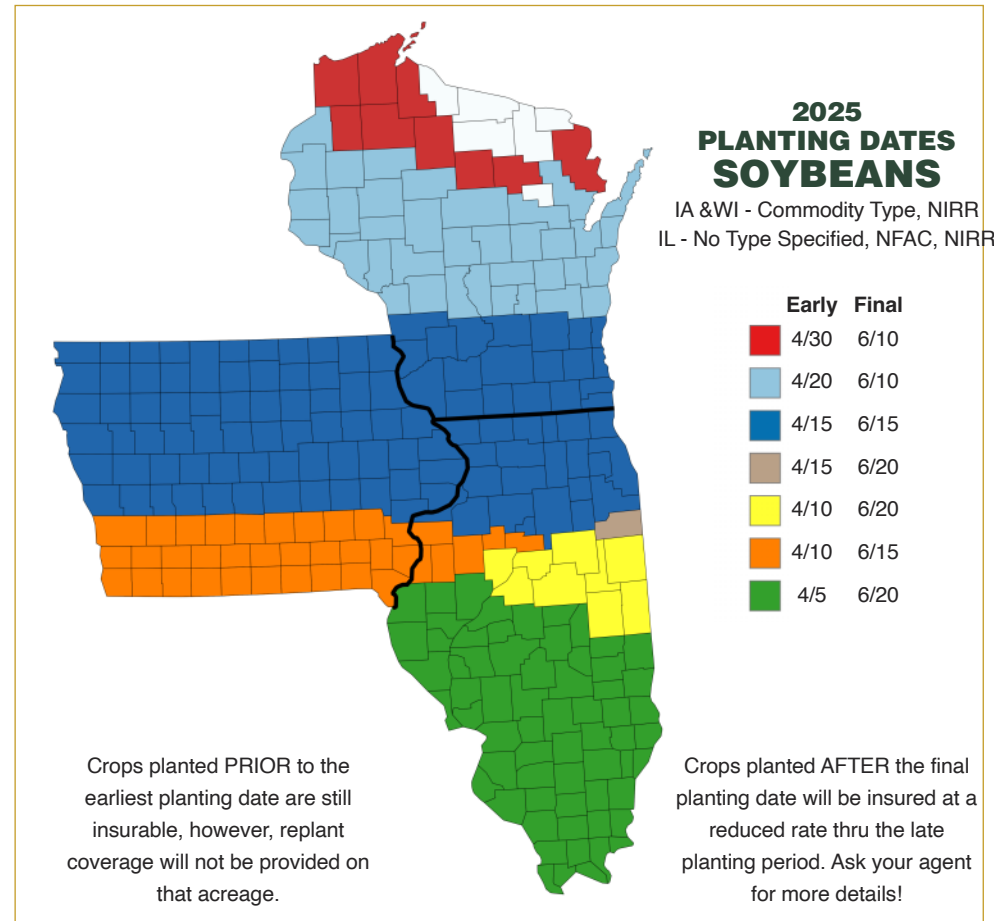 2025
PLANTING DATES
SOYBEANS
IA &WI - Commodity Type, NIRR
IL - No Type Specified, NFAC, NIRR
Early Final
4/30 6/10
4/20 6/10
4/15 6/15
4/15 6/20
4/10 6/20
4/10 6/15
4/5 6/20
Crops planted PRIOR to the
earliest planting date are still
insurable, however, replant
coverage will not be provided on
that acreage.
Crops planted AFTER the final
planting date will be insured at a
reduced rate thru the late
planting period. Ask your agent
for more details!